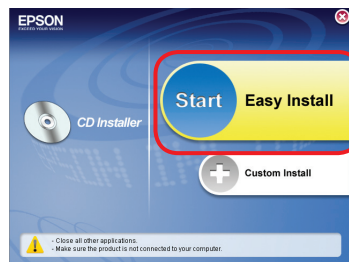 EPSON
EXCEED YOUR VISION
CD Installer
Start
Easy Install
Custom Install
- Close all other applications.
- Make sure the product is not connected to your computer.